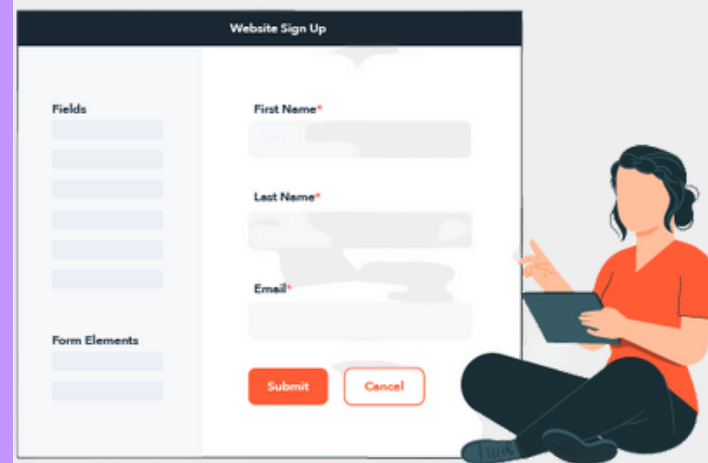 Website Sign Up
Fields
Form Elements
First Name*
Last Name*
Email*
Submit
Cancel